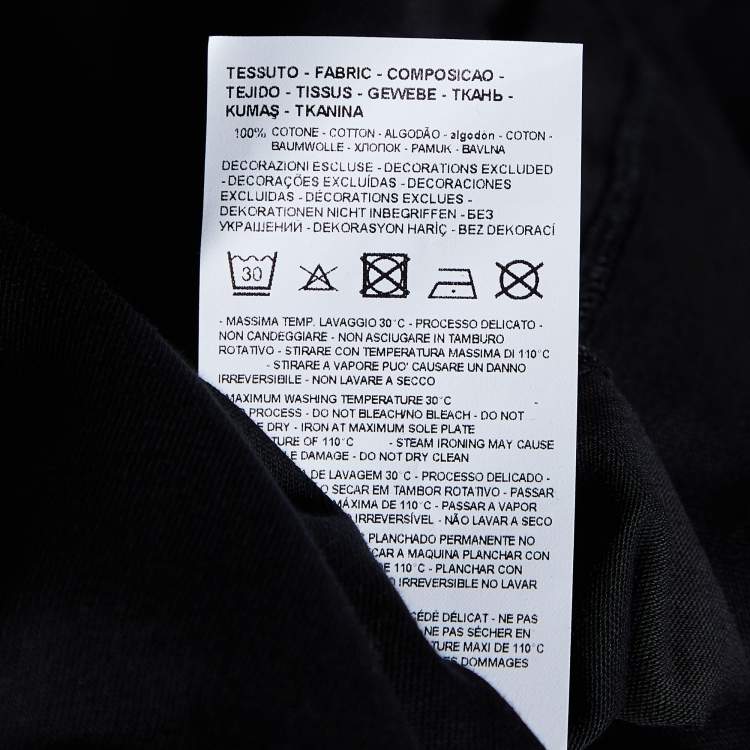 TESSUTO - FABRIC - COMPOSICAO -
TEJIDO - TISSUS - GEWEBE - ТКАНЬ -
KUMAŞ - TKANINA
100% COTONE - COTTON - ALGODÃO - algodón - COTON -
BAUMWOLLE - ХЛОПОК - PAMUK - BAVLNA
DECORAZIONI ESCLUSE - DECORATIONS EXCLUDED
- DECORAÇÕES EXCLUÍDAS - DECORACIONES
EXCLUIDAS - DÉCORATIONS EXCLUES -
DEKORATIONEN NICHT INBEGRIFFEN - БЕЗ
УКРАШЕНИЙ - DEKORASYON HARİÇ - BEZ DEKORACÍ
30
- MASSIMA TEMP. LAVAGGIO 30°C - PROCESSO DELICATO -
NON CANDEGGIARE - NON ASCIUGARE IN TAMBURO
ROTATIVO - STIRARE CON TEMPERATURA MASSIMA DI 110°C
- STIRARE A VAPORE PUO' CAUSARE UN DANNO
IRREVERSIBILE - NON LAVARE A SECCO
MAXIMUM WASHING TEMPERATURE 30°C -
PROCESS - DO NOT BLEACH/NO BLEACH - DO NOT
DRY - IRON AT MAXIMUM SOLE PLATE
OF 110°C - STEAM IRONING MAY CAUSE
DAMAGE - DO NOT DRY CLEAN
DE LAVAGEM 30°C - PROCESSO DELICADO -
SECAR EM TAMBOR ROTATIVO - PASSAR
MÁXIMA DE 110°C - PASSAR A VAPOR
IRREVERSÍVEL - NÃO LAVAR A SECO
PLANCHADO PERMANENTE NO
A MAQUINA PLANCHAR CON
110°C - PLANCHAR CON
IRREVERSIBLE NO LAVAR
DÉLICAT - NE PAS
NE PAS SÉCHER EN
MAXI DE 110°C
DOMMAGES